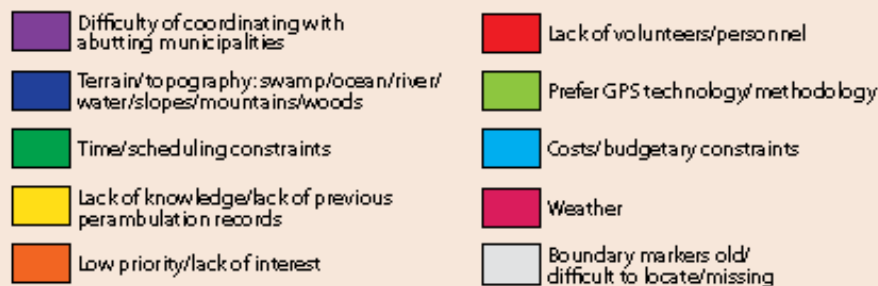 Difficulty of coordinating with
abutting municipalities
Terrain/topography: swamp/ocean/river/
water/slopes/mountains/woods
Time/scheduling constraints
Lack of knowledge/lack of previous
perambulation records
Low priority/lack of interest
Lack of volunteers/personnel
Prefer GPS technology/methodology
Costs/budgetary constraints
Weather
Boundary markers old/
difficult to locate/missing